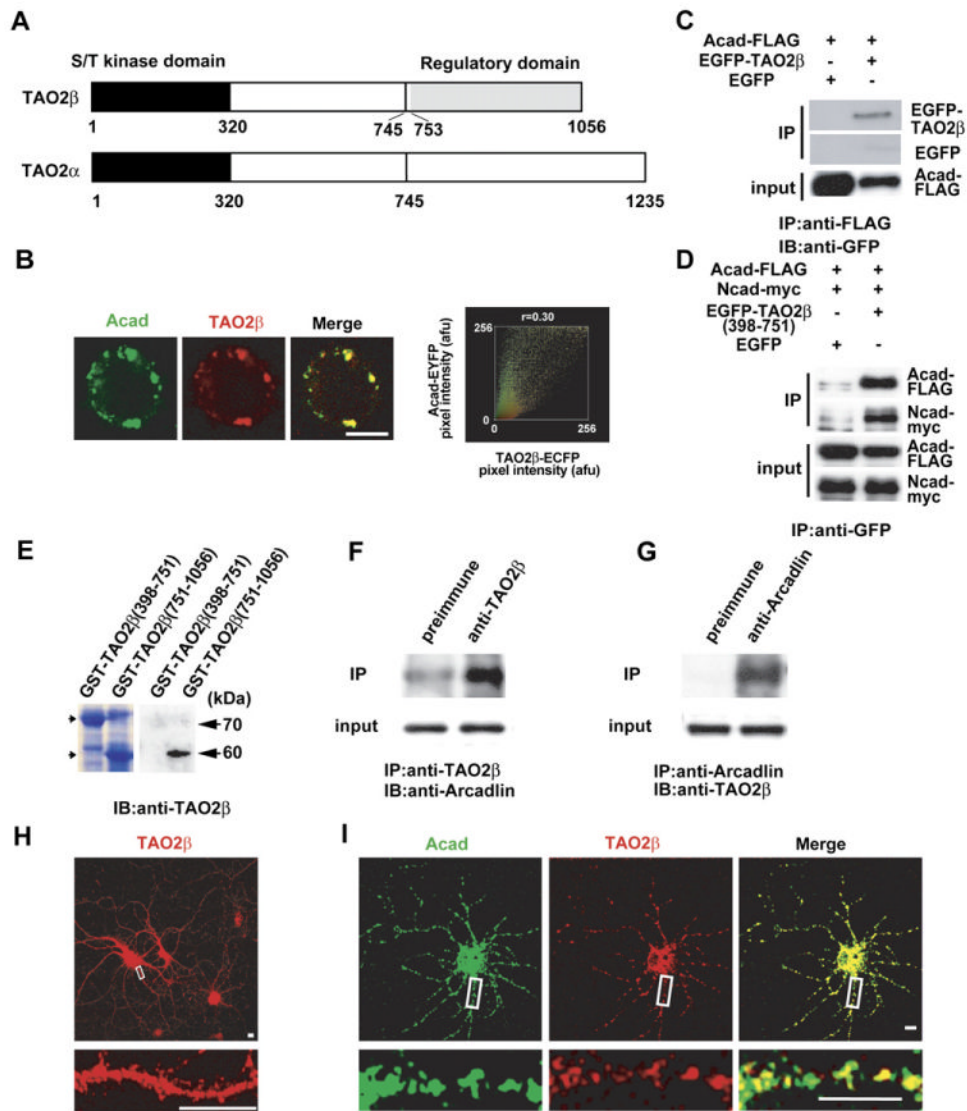 A
S/T kinase domain
Regulatory domain
TAO2β
1
320
745
753
1056
TAO2α
1
320
745
1235
B
Acad
TAO2β
Merge
r=0.30
256
Acad-EYFP
pixel intensity (afu)
0
0
256
TAO2β-ECFP
pixel intensity (afu)
C
Acad-FLAG + +
EGFP-TAO2β - +
EGFP + -
IP
EGFP-
TAO2β
EGFP
input
Acad-
FLAG
IP:anti-FLAG
IB:anti-GFP
D
Acad-FLAG + +
Ncad-myc + +
EGFP-TAO2β - +
(398-751)
EGFP + -
IP
Acad-
FLAG
Ncad-
myc
input
Acad-
FLAG
Ncad-
myc
IP:anti-GFP
E
GST-TAO2β(398-751)
GST-TAO2β(751-1056)
GST-TAO2β(398-751)
GST-TAO2β(751-1056)
(kDa)
70
60
IB:anti-TAO2β
F
preimmune
anti-TAO2β
IP
input
IP:anti-TAO2β
IB:anti-Arcadlin
G
preimmune
anti-Arcadlin
IP
input
IP:anti-Arcadlin
IB:anti-TAO2β
H
TAO2β
I
Acad
TAO2β
Merge